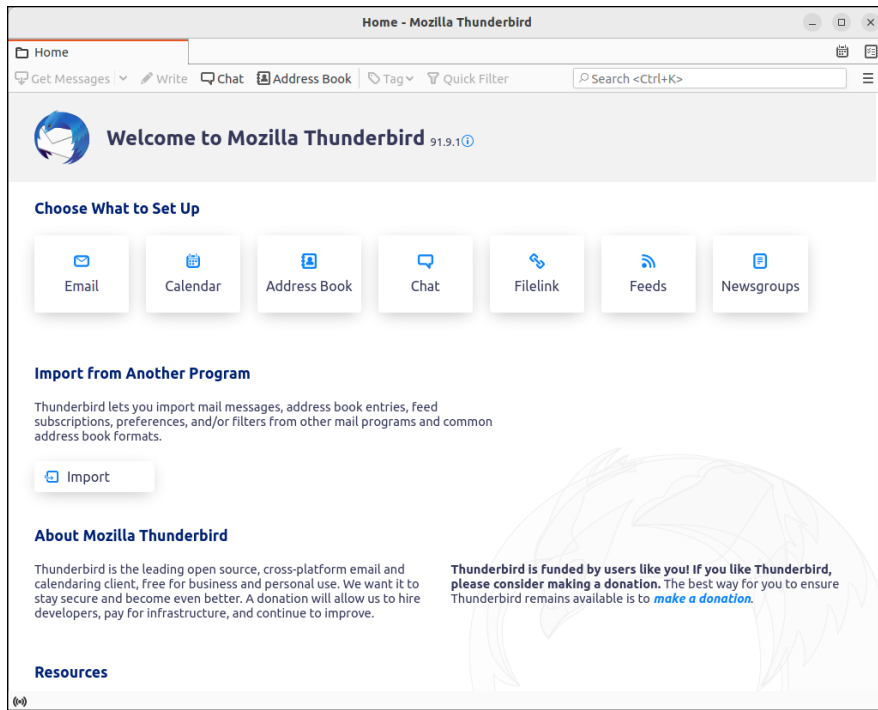 Home - Mozilla Thunderbird
Home
Get Messages Write Chat Address Book Tag Quick Filter Search <Ctrl+K>
Welcome to Mozilla Thunderbird 91.9.1
Choose What to Set Up
Email Calendar Address Book Chat Filelink Feeds Newsgroups
Import from Another Program
Thunderbird lets you import mail messages, address book entries, feed
subscriptions, preferences, and/or filters from other mail programs and common
address book formats.
Import
About Mozilla Thunderbird
Thunderbird is the leading open source, cross-platform email and
calendaring client, free for business and personal use. We want it to
stay secure and become even better. A donation will allow us to hire
developers, pay for infrastructure, and continue to improve.
Thunderbird is funded by users like you! If you like Thunderbird,
please consider making a donation. The best way for you to ensure
Thunderbird remains available is to make a donation.
Resources